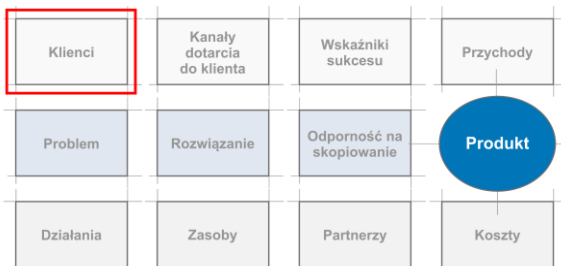 Klienci
Kanały
dotarcia
do klienta
Wskaźniki
sukcesu
Przychody
Problem
Rozwiązanie
Odporność na
skopiowanie
Produkt
Działania
Zasoby
Partnerzy
Koszty